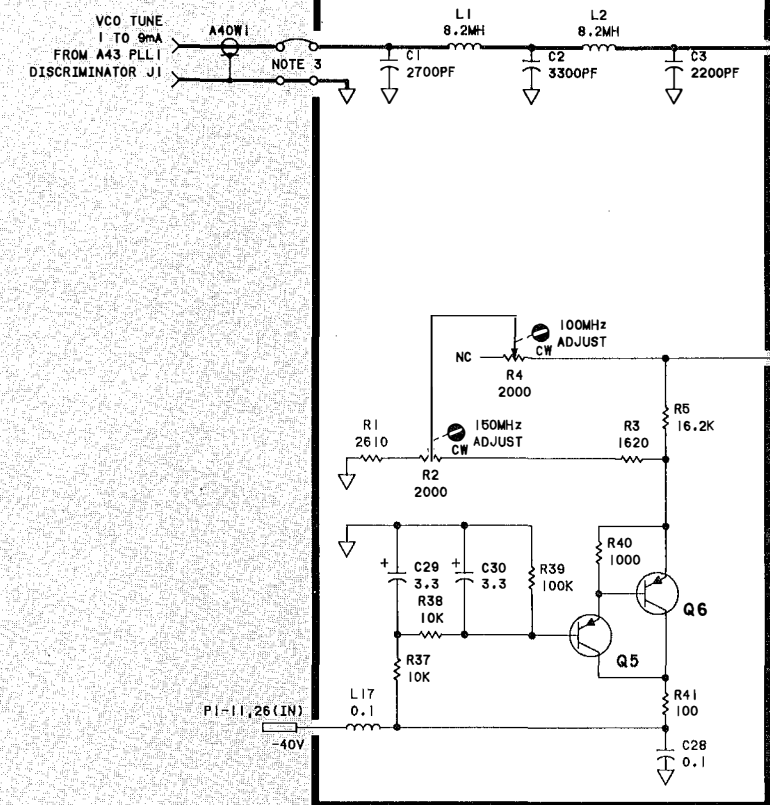 VCO TUNE
1 TO 9mA
FROM A43 PLL1
DISCRIMINATOR J1
A40W1
NOTE 3
L1
8.2MH
L2
8.2MH
C1
2700PF
C2
3300PF
C3
2200PF
100MHz
ADJUST
NC
CW
R4
2000
R5
16.2K
R1
2610
150MHz
ADJUST
CW
R2
2000
R3
1620
+
C29
3.3
+
C30
3.3
R39
100K
R40
1000
Q6
R38
10K
Q5
R37
10K
L17
0.1
R41
100
P1-11,26(IN)
-40V
C28
0.1